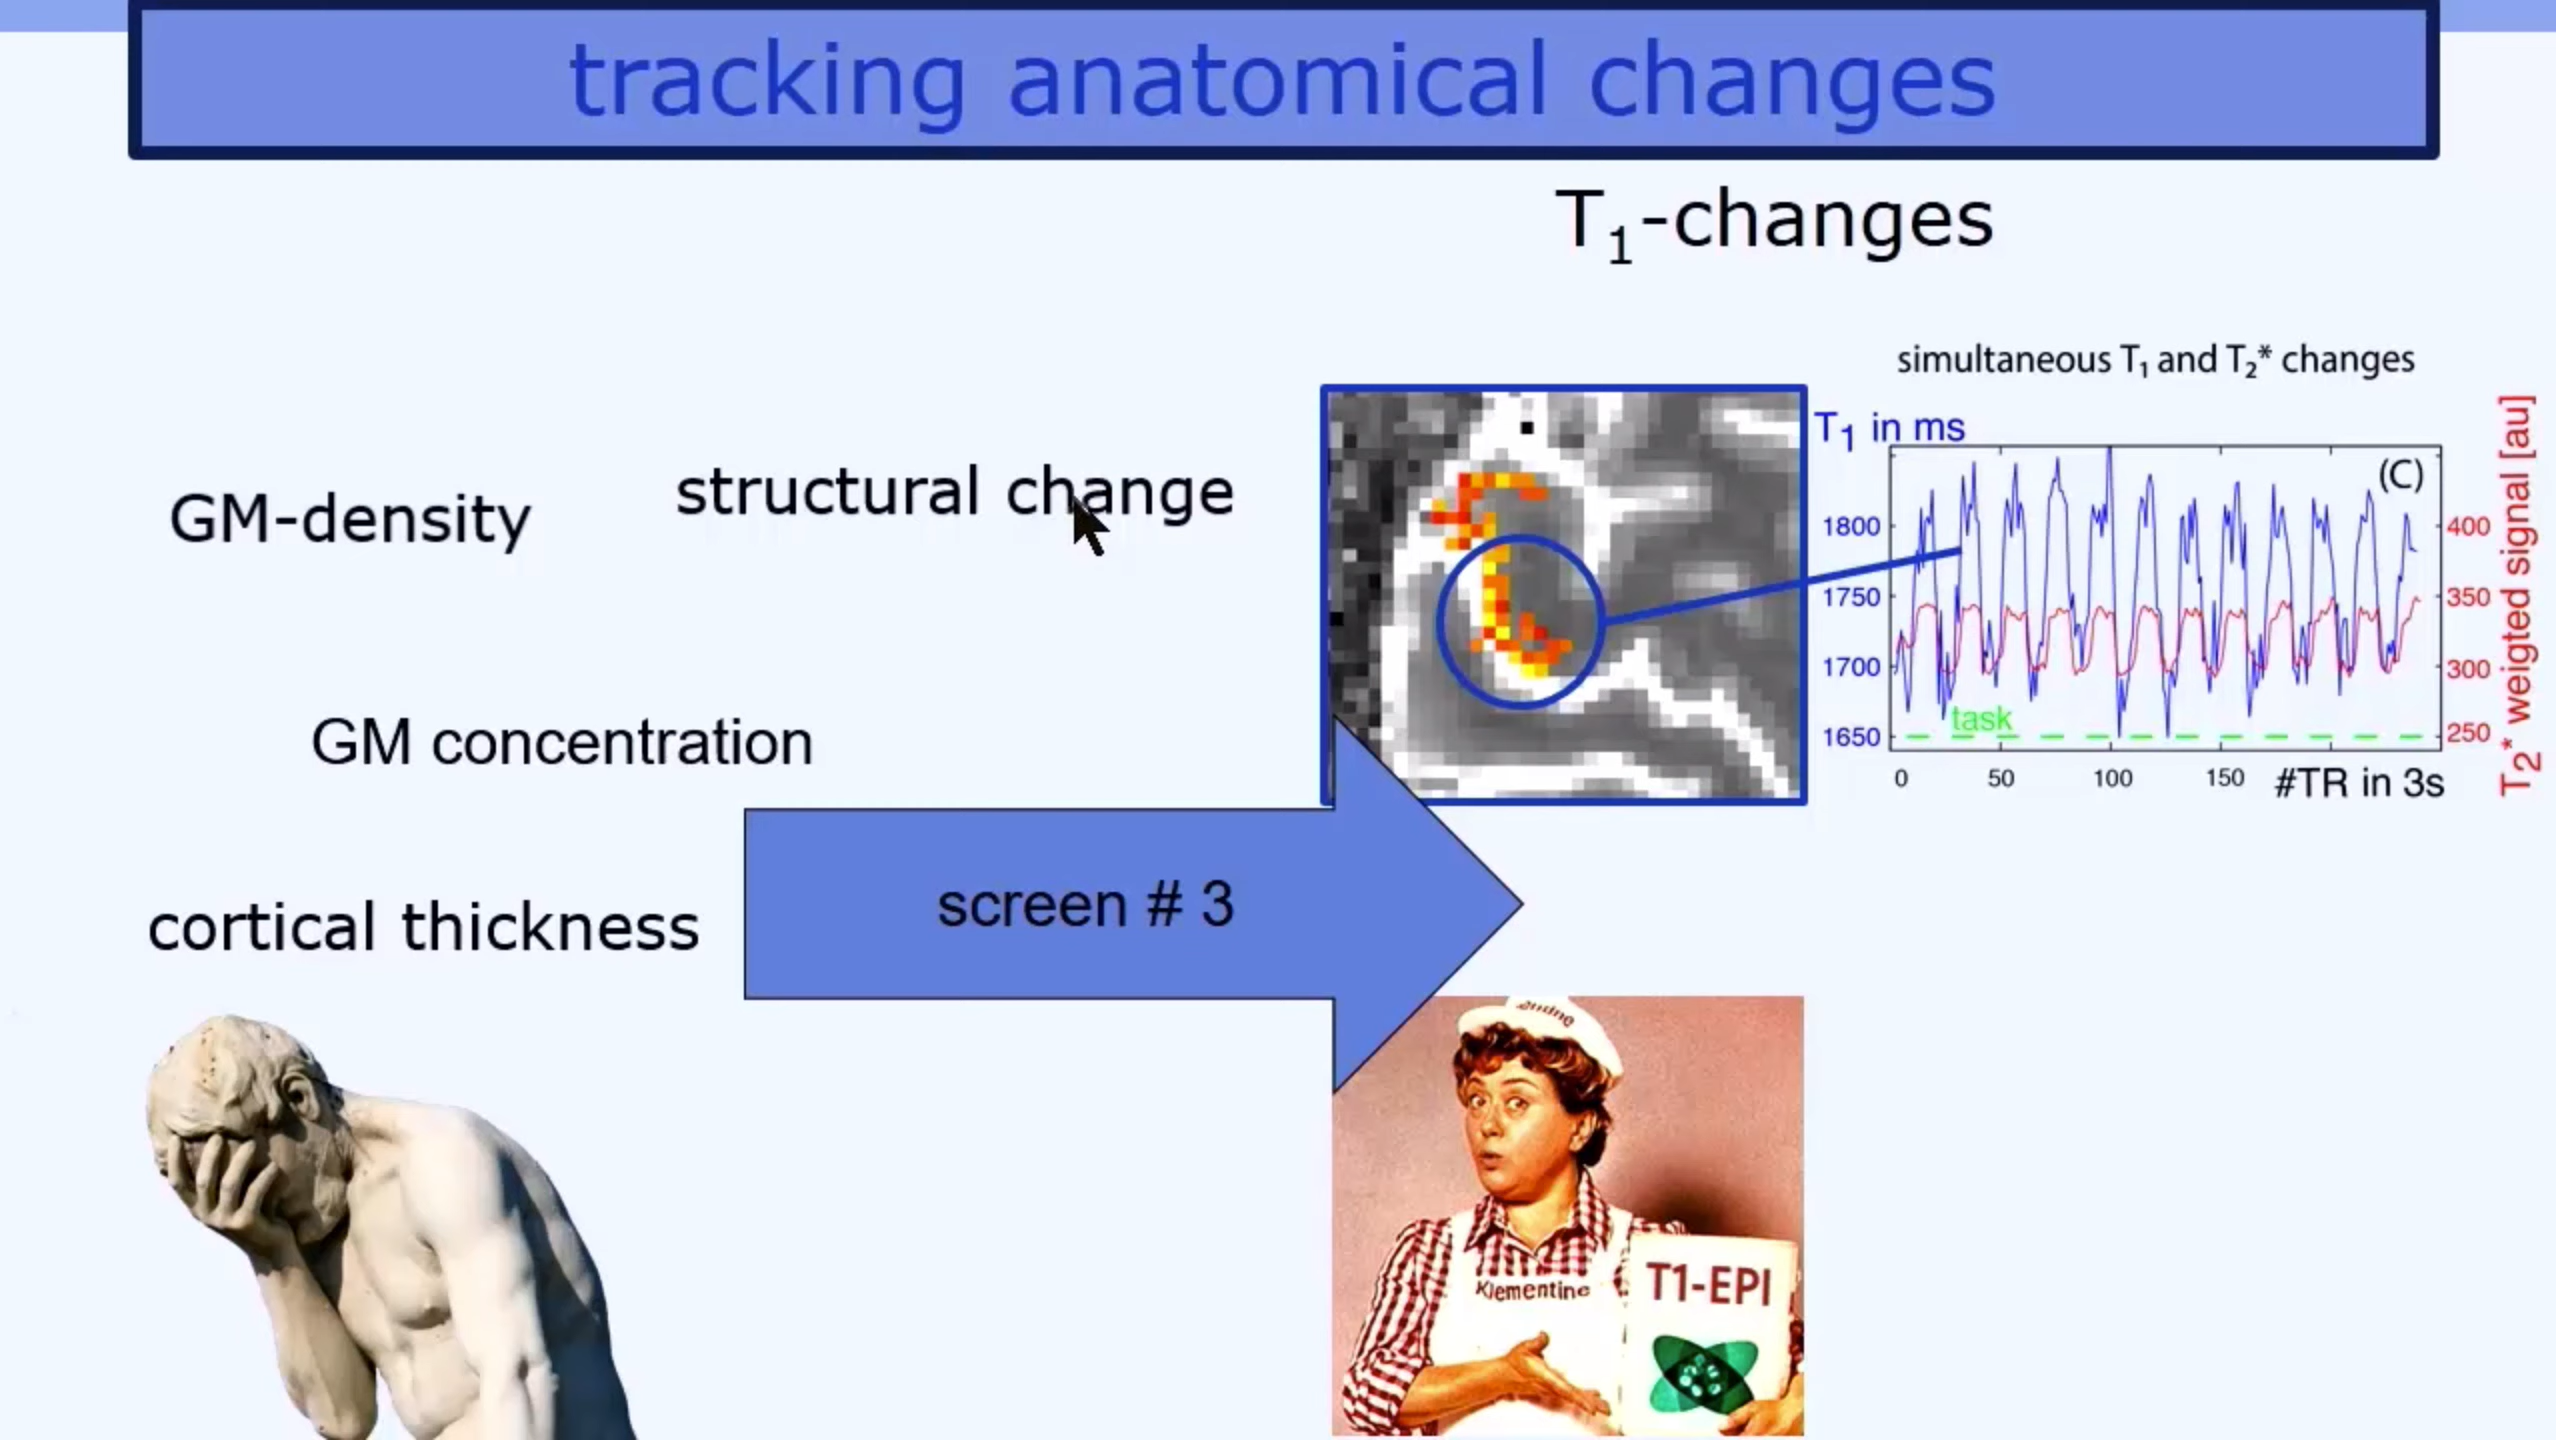 tracking anatomical changes
T₁-changes
simultaneous T₁ and T₂* changes
T₁ in ms
(C)
1800
1750
1700
1650
400
350
300
250
T₂* weigted signal [au]
task
0 50 100 150 #TR in 3s
GM-density
structural change
GM concentration
cortical thickness
screen # 3
Klementine
T1-EPI